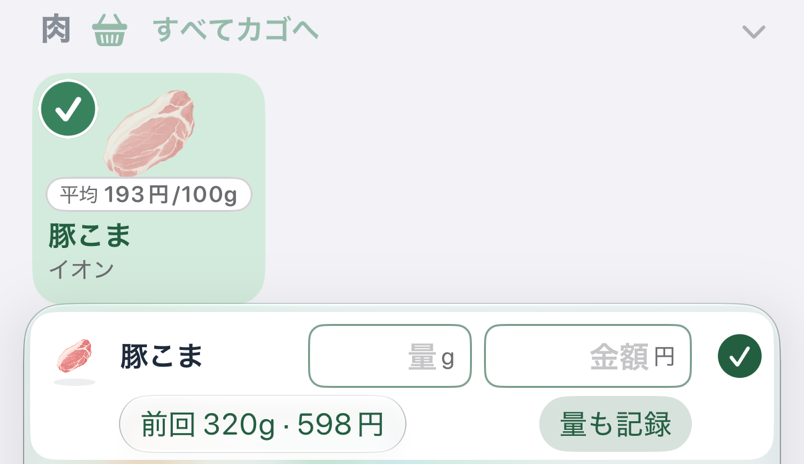 肉 すべてカゴへ
平均 193円/100g
豚こま
イオン
豚こま 量 g 金額 円
前回 320g · 598円 量も記録